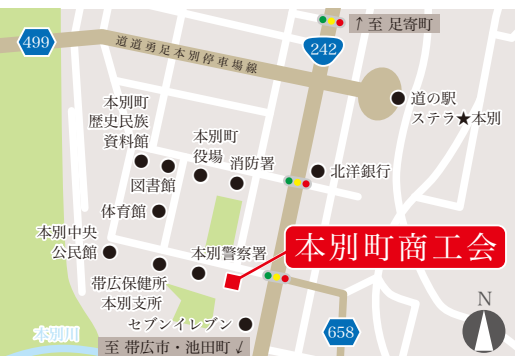 ↑至 足寄町
499
242
道道勇足本別停車場線
道の駅
ステラ★本別
本別町
歴史民族
資料館
本別町
役場
消防署
北洋銀行
図書館
体育館
本別中央
公民館
本別警察署
本別町商工会
帯広保健所
本別支所
セブンイレブン
658
N
本別川
至 帯広市・池田町↓